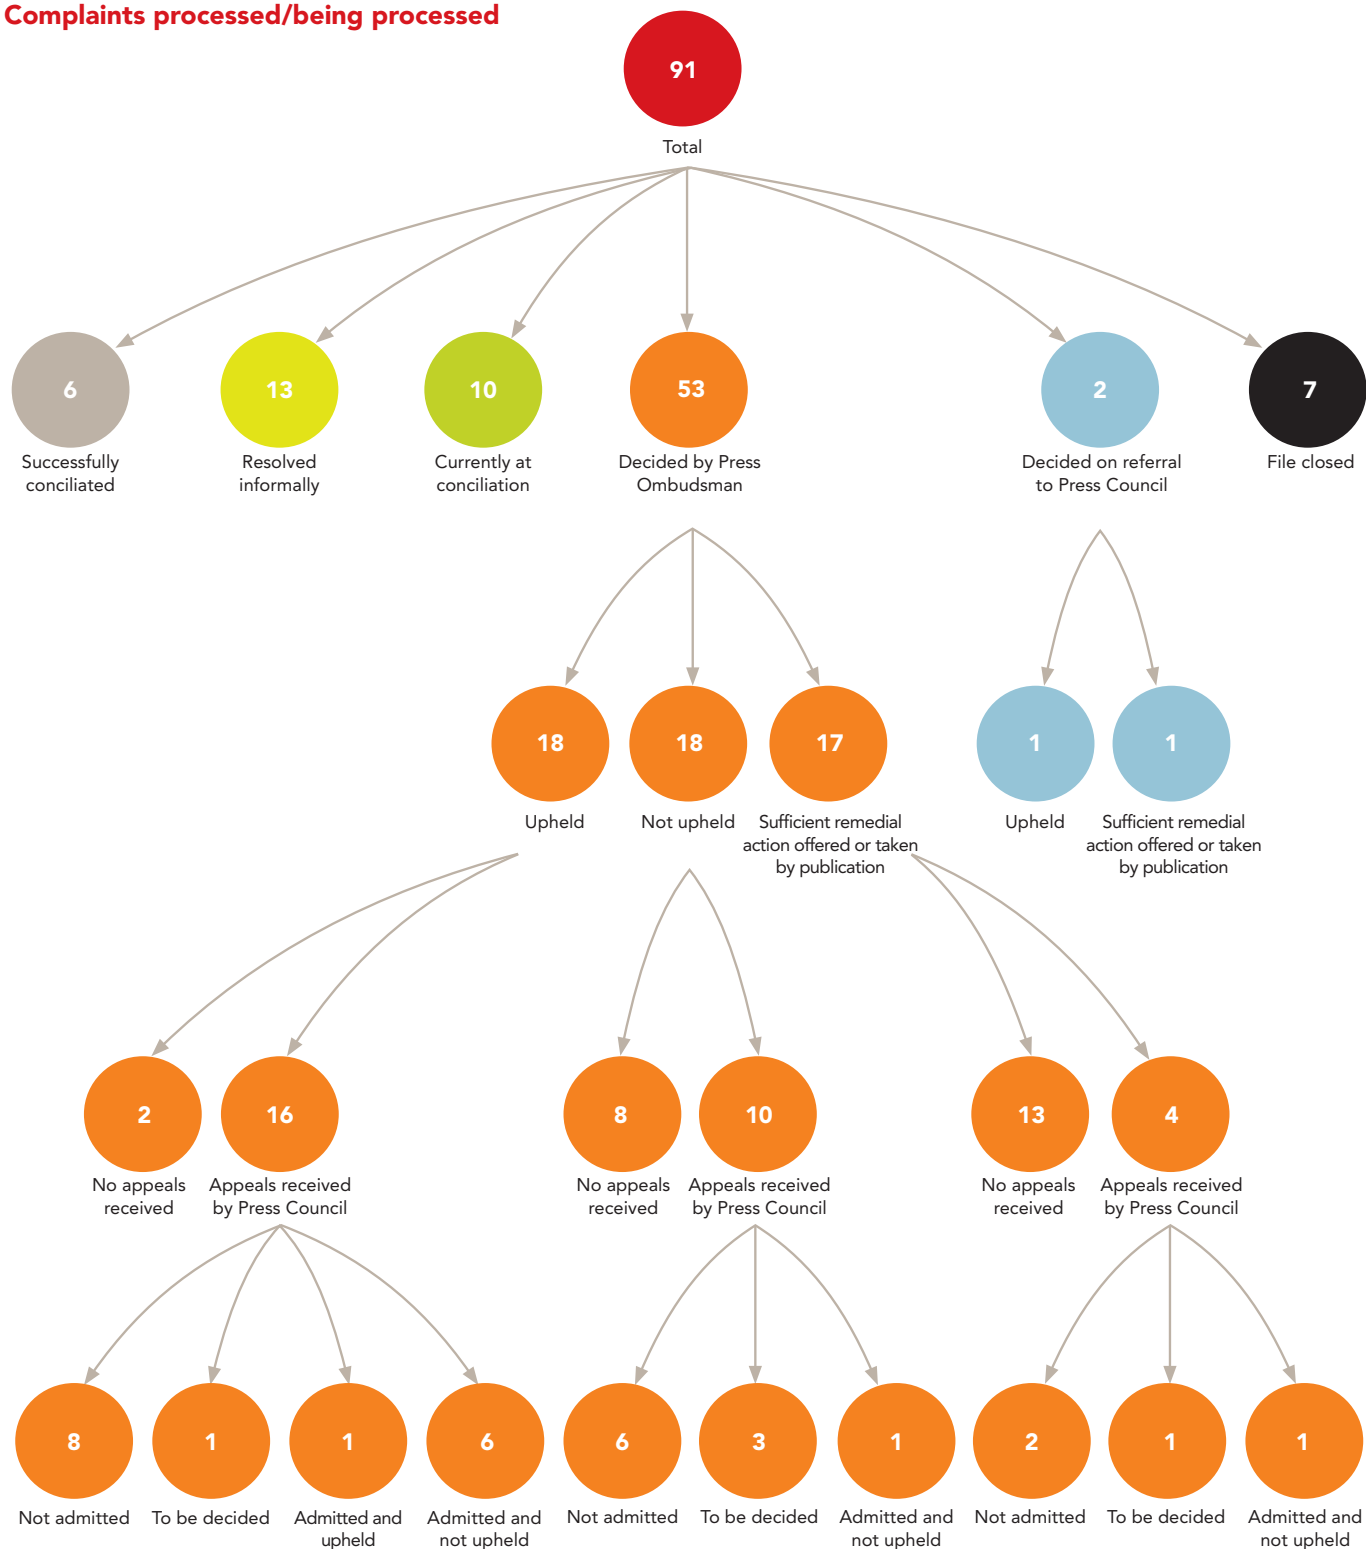 Complaints processed/being processed
91
Total
6
13
10
53
2
7
Successfully
conciliated
Resolved
informally
Currently at
conciliation
Decided by Press
Ombudsman
Decided on referral
to Press Council
File closed
18
18
17
1
1
Upheld
Not upheld
Sufficient remedial
action offered or taken
by publication
Upheld
Sufficient remedial
action offered or taken
by publication
2
16
8
10
13
4
No appeals
received
Appeals received
by Press Council
No appeals
received
Appeals received
by Press Council
No appeals
received
Appeals received
by Press Council
8
1
1
6
6
3
1
2
1
1
Not admitted
To be decided
Admitted and
upheld
Admitted and
not upheld
Not admitted
To be decided
Admitted and
not upheld
Not admitted
To be decided
Admitted and
not upheld